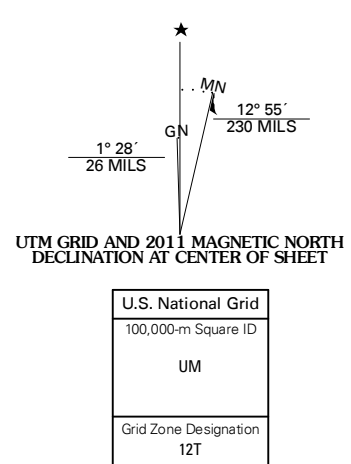 MN
12° 55´
230 MILS
GN
1° 28´
26 MILS
UTM GRID AND 2011 MAGNETIC NORTH
DECLINATION AT CENTER OF SHEET
U.S. National Grid
100,000-m Square ID
UM
Grid Zone Designation
12T